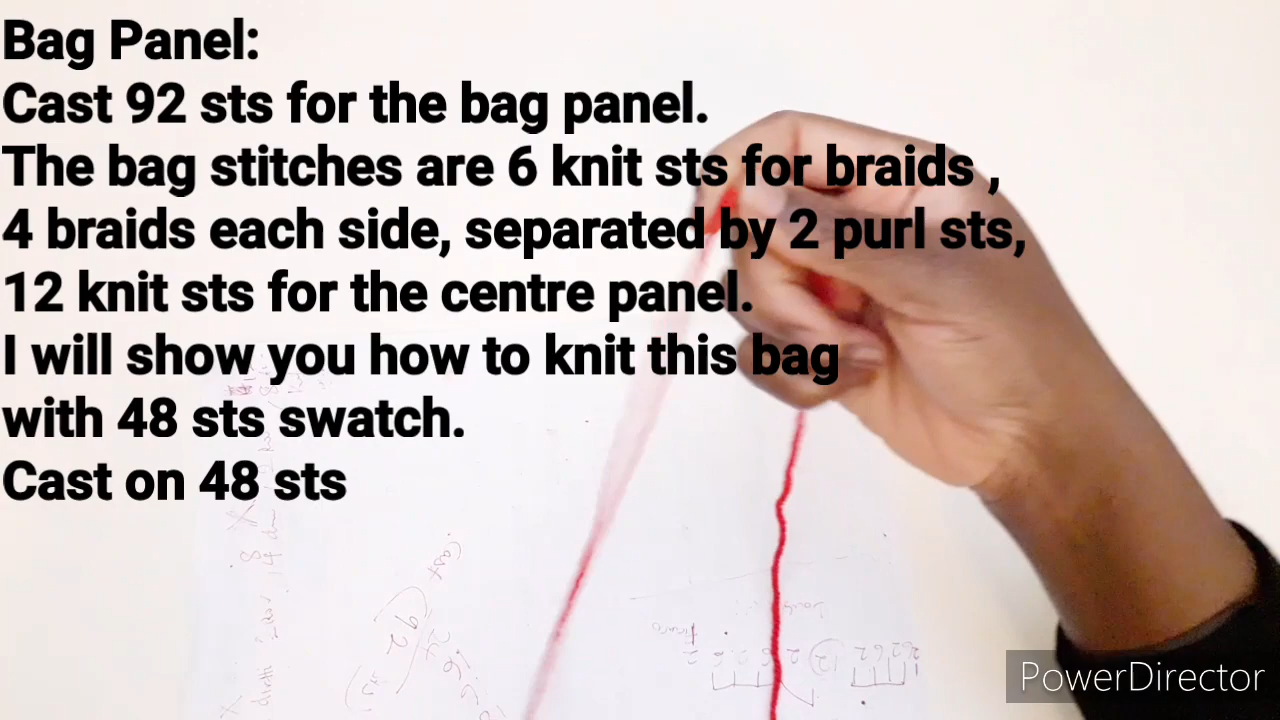 Bag Panel:
Cast 92 sts for the bag panel.
The bag stitches are 6 knit sts for braids ,
4 braids each side, separated by 2 purl sts,
12 knit sts for the centre panel.
I will show you how to knit this bag
with 48 sts swatch.
Cast on 48 sts
92
12
PowerDirector